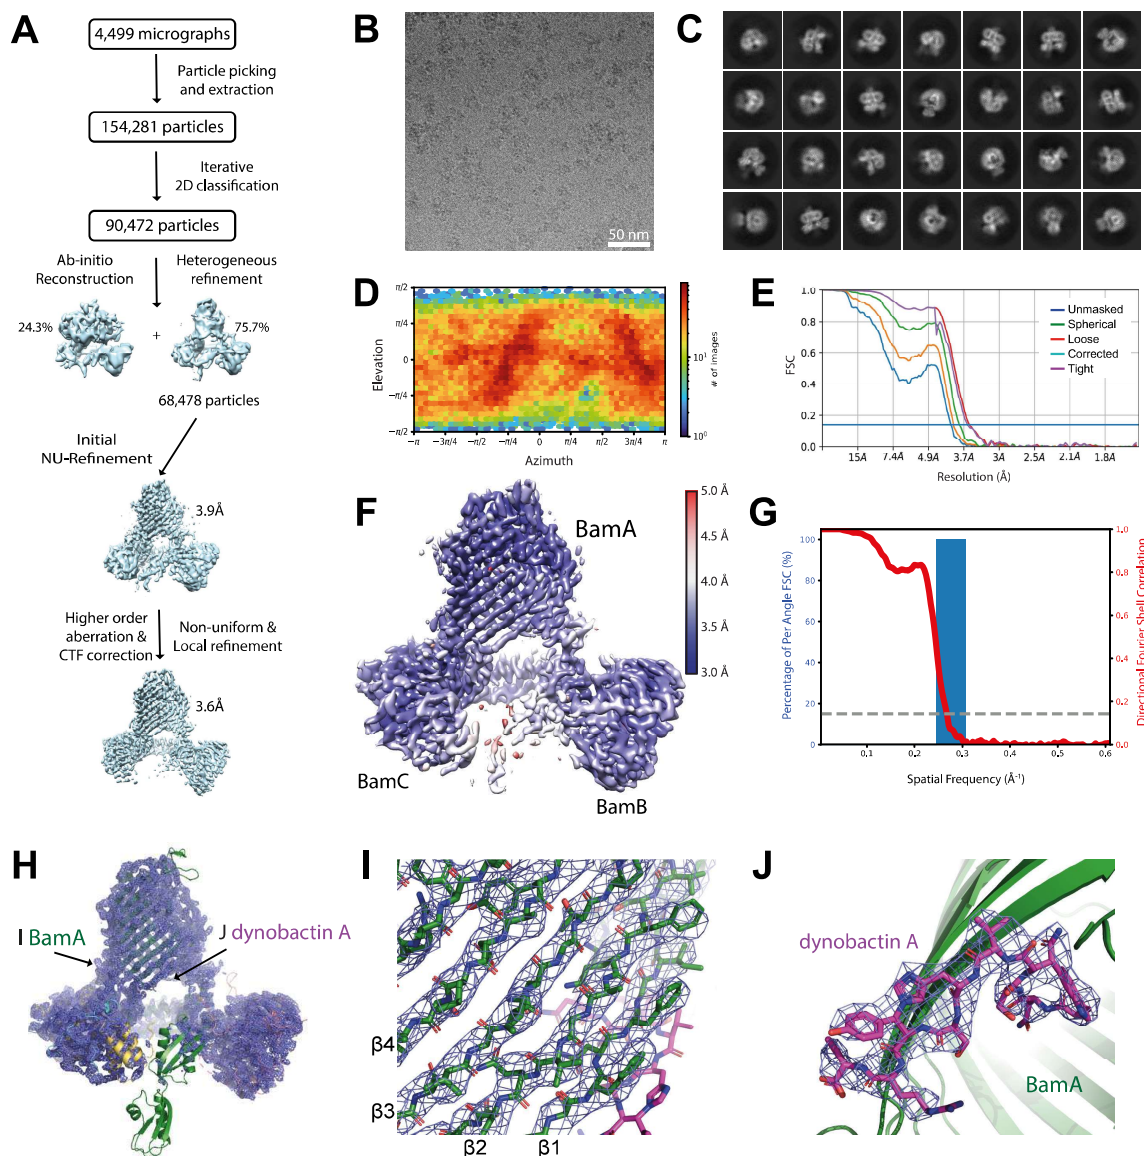 A
4,499 micrographs
Particle picking
and extraction
154,281 particles
Iterative
2D classification
90,472 particles
Ab-initio
Reconstruction
Heterogeneous
refinement
24.3%
+
75.7%
68,478 particles
Initial
NU-Refinement
3.9Å
Higher order
aberration &
CTF correction
Non-uniform &
Local refinement
3.6Å
B
50 nm
C
D
π/2
π/4
0
−π/4
−π/2
Elevation
−π
−3π/4
−π/2
−π/4
0
π/4
π/2
3π/4
π
Azimuth
10¹
10⁰
# of images
E
1.0
0.8
0.6
0.4
0.2
0.0
FSC
Unmasked
Spherical
Loose
Corrected
Tight
15Å
7.4Å
4.9Å
3.7Å
3Å
2.5Å
2.1Å
1.8Å
Resolution (Å)
F
BamA
BamC
BamB
5.0 Å
4.5 Å
4.0 Å
3.5 Å
3.0 Å
G
100
80
60
40
20
0
Percentage of Per Angle FSC (%)
1.0
0.8
0.6
0.4
0.2
0.0
Directional Fourier Shell Correlation
0.1
0.2
0.3
0.4
0.5
0.6
Spatial Frequency (Å⁻¹)
H
I BamA
J dynobactin A
I
β4
β3
β2
β1
J
dynobactin A
BamA